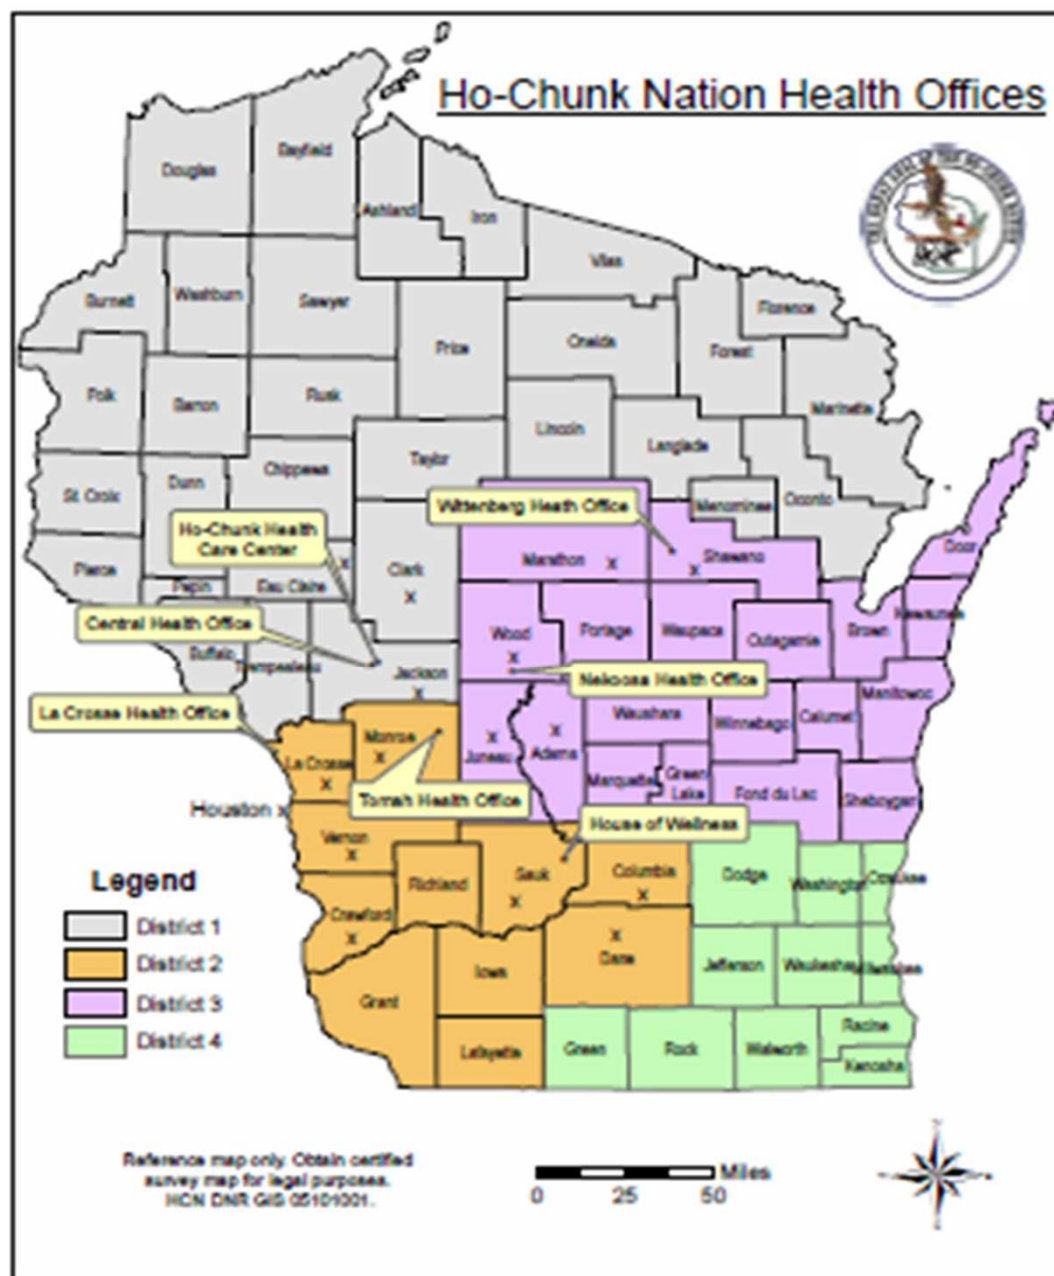 Ho-Chunk Nation Health Offices
Douglas
Bayfield
Ashland
Iron
Vilas
Burnett
Washburn
Sawyer
Price
Oneida
Forest
Florence
Polk
Barron
Rusk
Lincoln
Langlade
Marinette
Taylor
Chippewa
Dunn
St. Croix
Menominee
Oconto
Wittenberg Heath Office
Ho-Chunk Health
Care Center
Pierce
Pepin
Eau Claire
X
Clark
X
Marathon X
Shawano
X
Door
Kewaunee
Central Health Office
Buffalo
Trempealeau
Jackson
X
Wood
X
Portage
Waupaca
Outagamie
Brown
Nekoosa Health Office
La Crosse Health Office
Monroe
X
La Crosse
X
Juneau
X
Adams
X
Waushara
Winnebago
Calumet
Manitowoc
Marquette
Green
Lake
Fond du Lac
Sheboygan
Tomah Health Office
House of Wellness
Houston x
Vernon
X
Richland
Sauk
X
Columbia
X
Dodge
Washington
Crawford
X
Dane
X
Jefferson
Waukesha
Grant
Iowa
Lafayette
Green
Rock
Walworth
Racine
Kenosha
Legend
District 1
District 2
District 3
District 4
Reference map only. Obtain certified
survey map for legal purposes.
HCN DNR GIS 05101001.
Miles
0 25 50